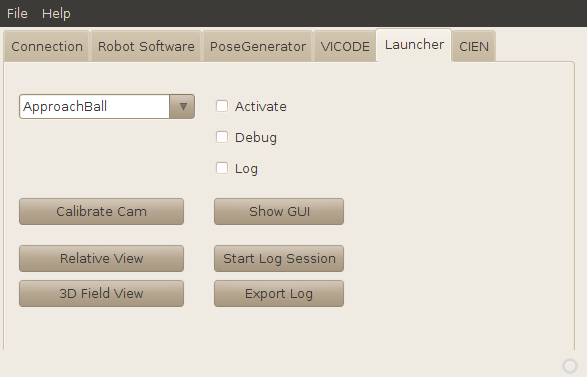 File Help
Connection Robot Software PoseGenerator VICODE Launcher CIEN
ApproachBall Activate
Debug
Log
Calibrate Cam Show GUI
Relative View Start Log Session
3D Field View Export Log